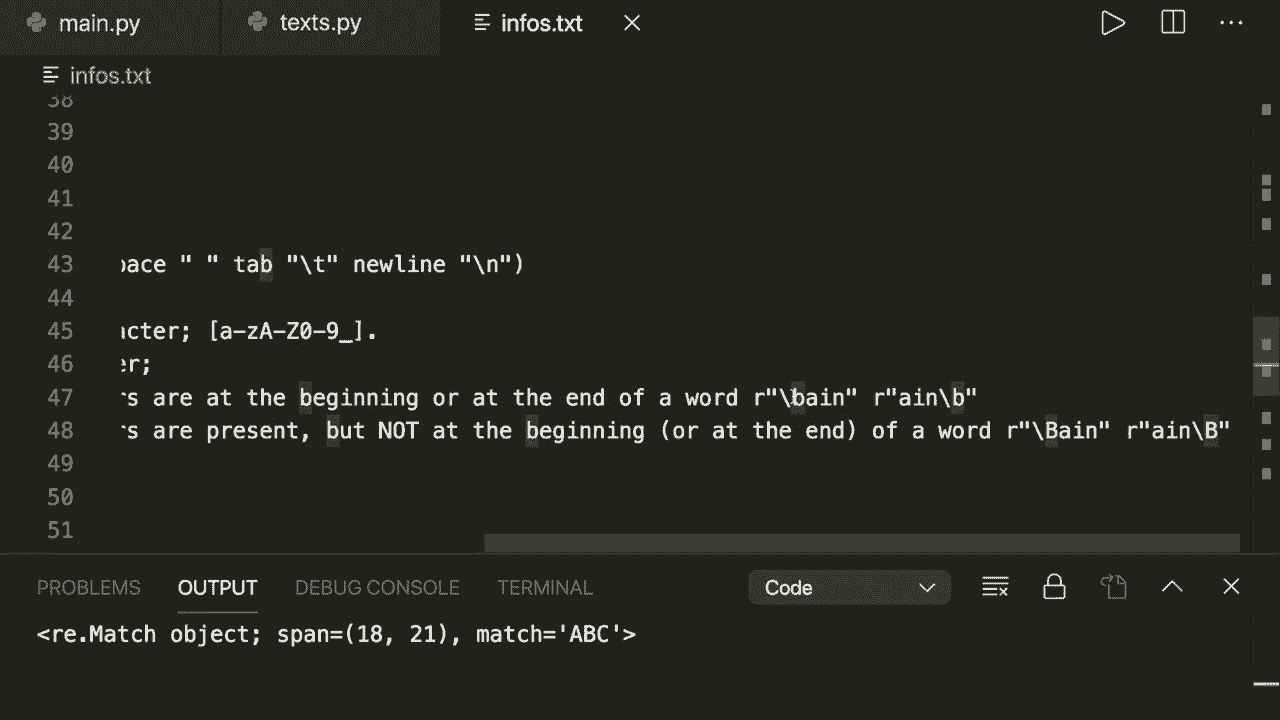 main.py texts.py infos.txt
infos.txt
38
39
40
41
42
43 pace " " tab "\t" newline "\n")
44
45 acter; [a-zA-Z0-9_].
46 er;
47 rs are at the beginning or at the end of a word r"\bain" r"ain\b"
48 rs are present, but NOT at the beginning (or at the end) of a word r"\Bain" r"ain\B"
49
50
51
PROBLEMS OUTPUT DEBUG CONSOLE TERMINAL Code
<re.Match object; span=(18, 21), match='ABC'>